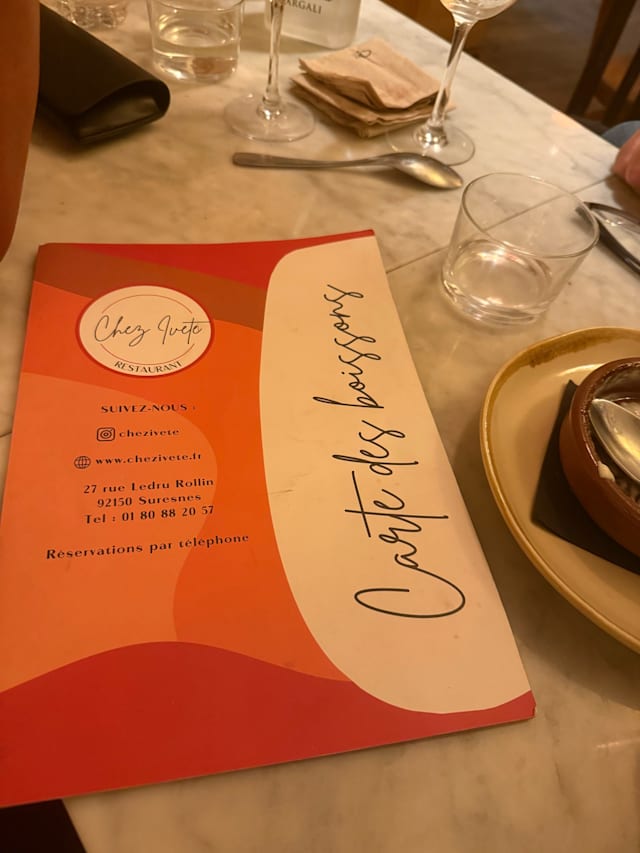 ARGALI
Chez Ivete
RESTAURANT
SUIVEZ-NOUS :
chezivete
www.chezivete.fr
27 rue Ledru Rollin
92150 Suresnes
Tel : 01 80 88 20 57
Réservations par téléphone
Carte des boissons